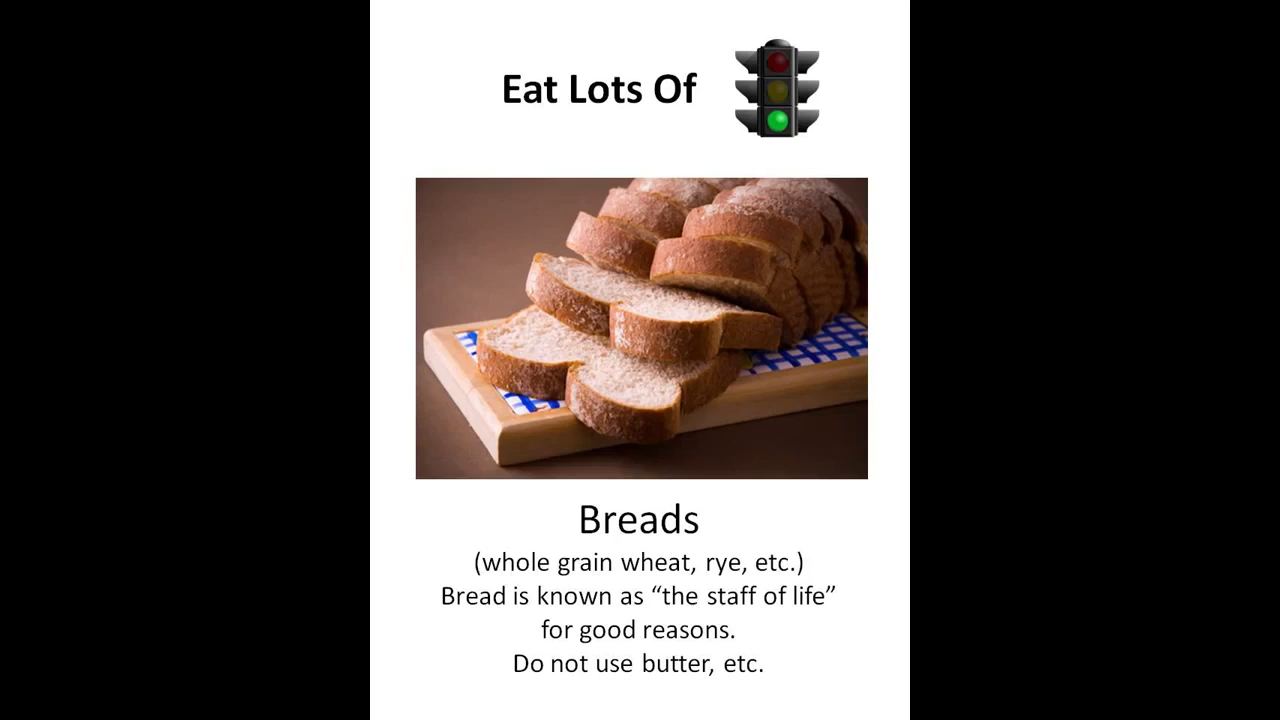 Eat Lots Of
Breads
(whole grain wheat, rye, etc.)
Bread is known as “the staff of life”
for good reasons.
Do not use butter, etc.